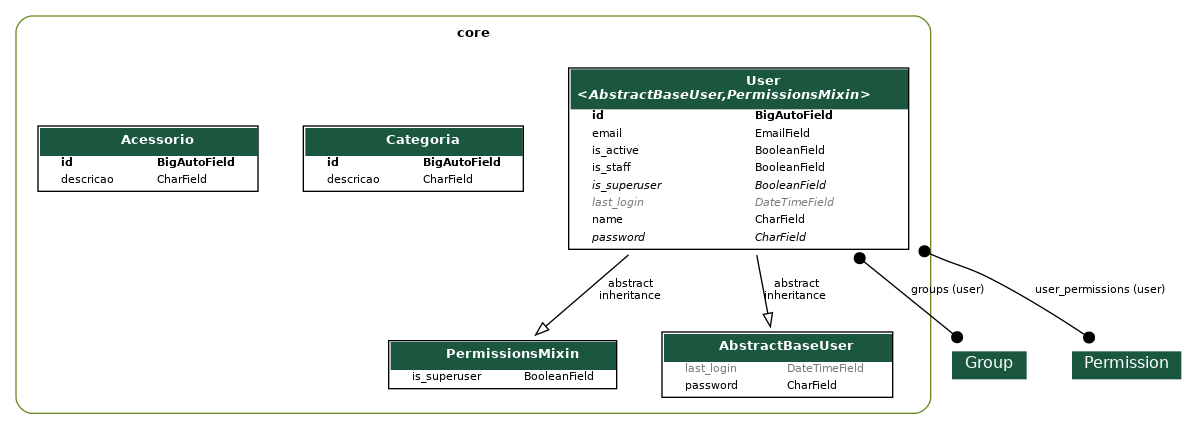 core
Acessorio
id BigAutoField
descricao CharField
Categoria
id BigAutoField
descricao CharField
User
<AbstractBaseUser,PermissionsMixin>
id BigAutoField
email EmailField
is_active BooleanField
is_staff BooleanField
is_superuser BooleanField
last_login DateTimeField
name CharField
password CharField
abstract
inheritance
abstract
inheritance
groups (user)
user_permissions (user)
PermissionsMixin
is_superuser BooleanField
AbstractBaseUser
last_login DateTimeField
password CharField
Group
Permission